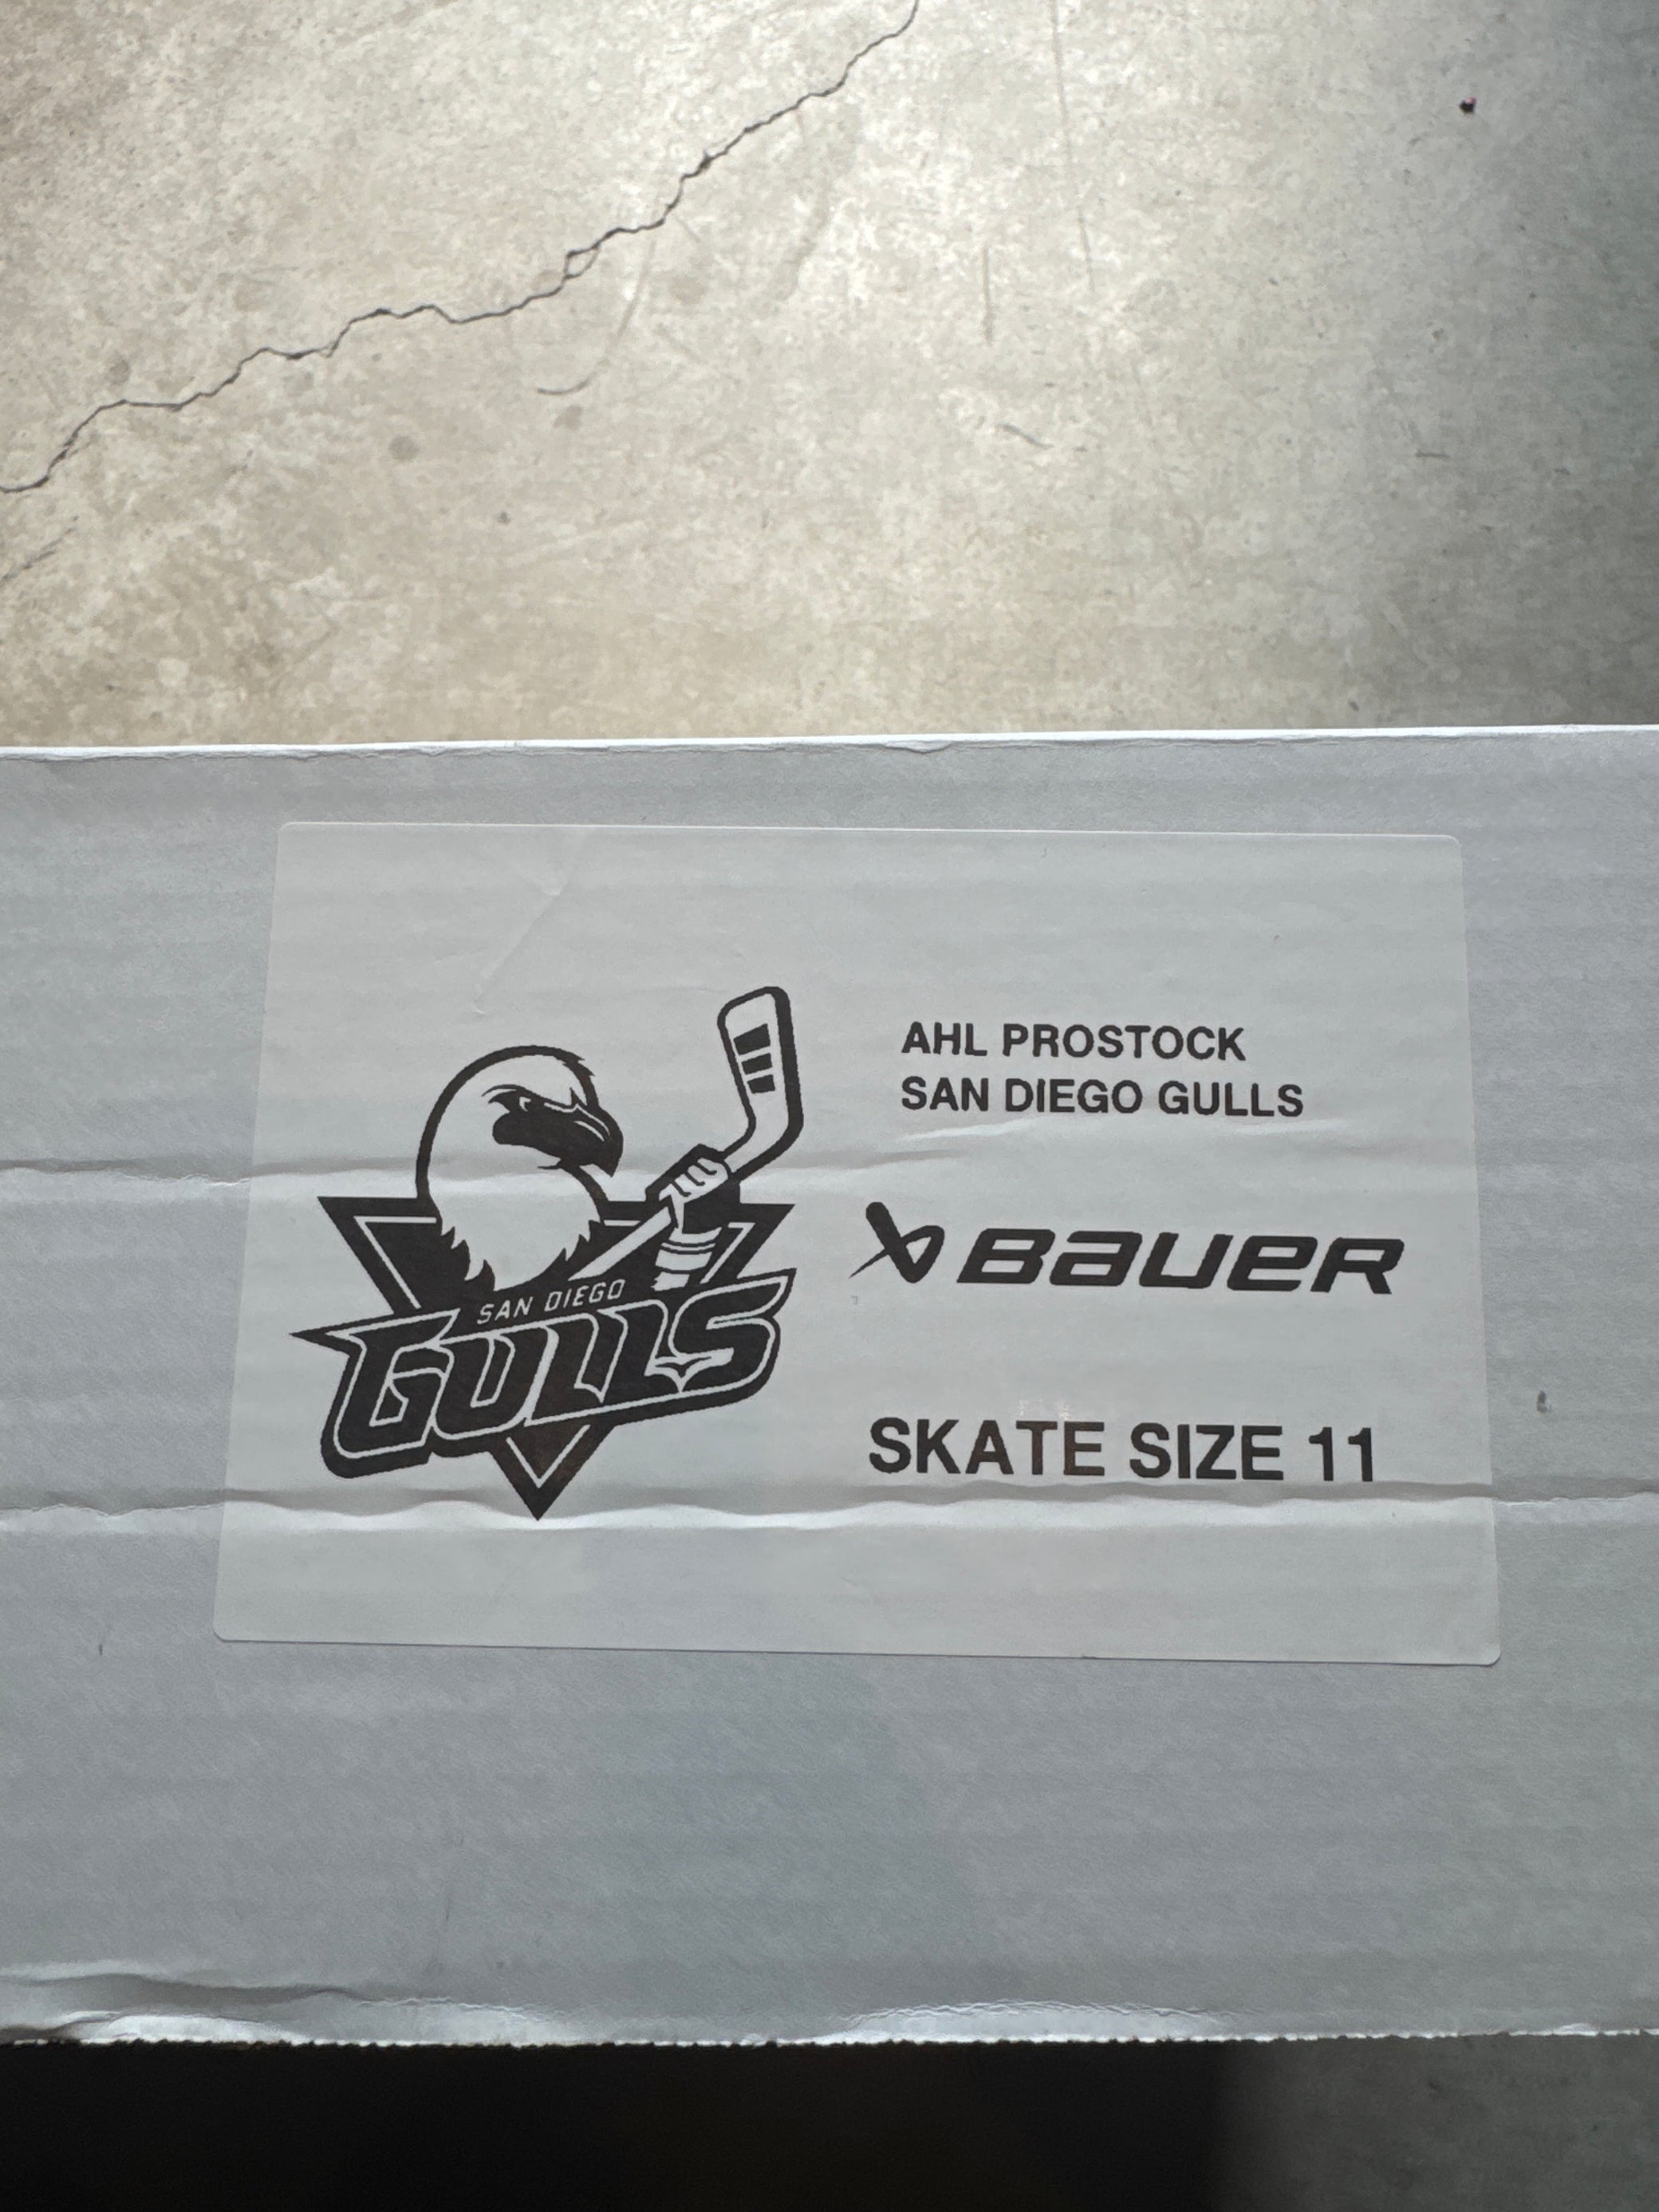 AHL PROSTOCK
SAN DIEGO GULLS
SAN DIEGO
GULLS
BAUER
SKATE SIZE 11